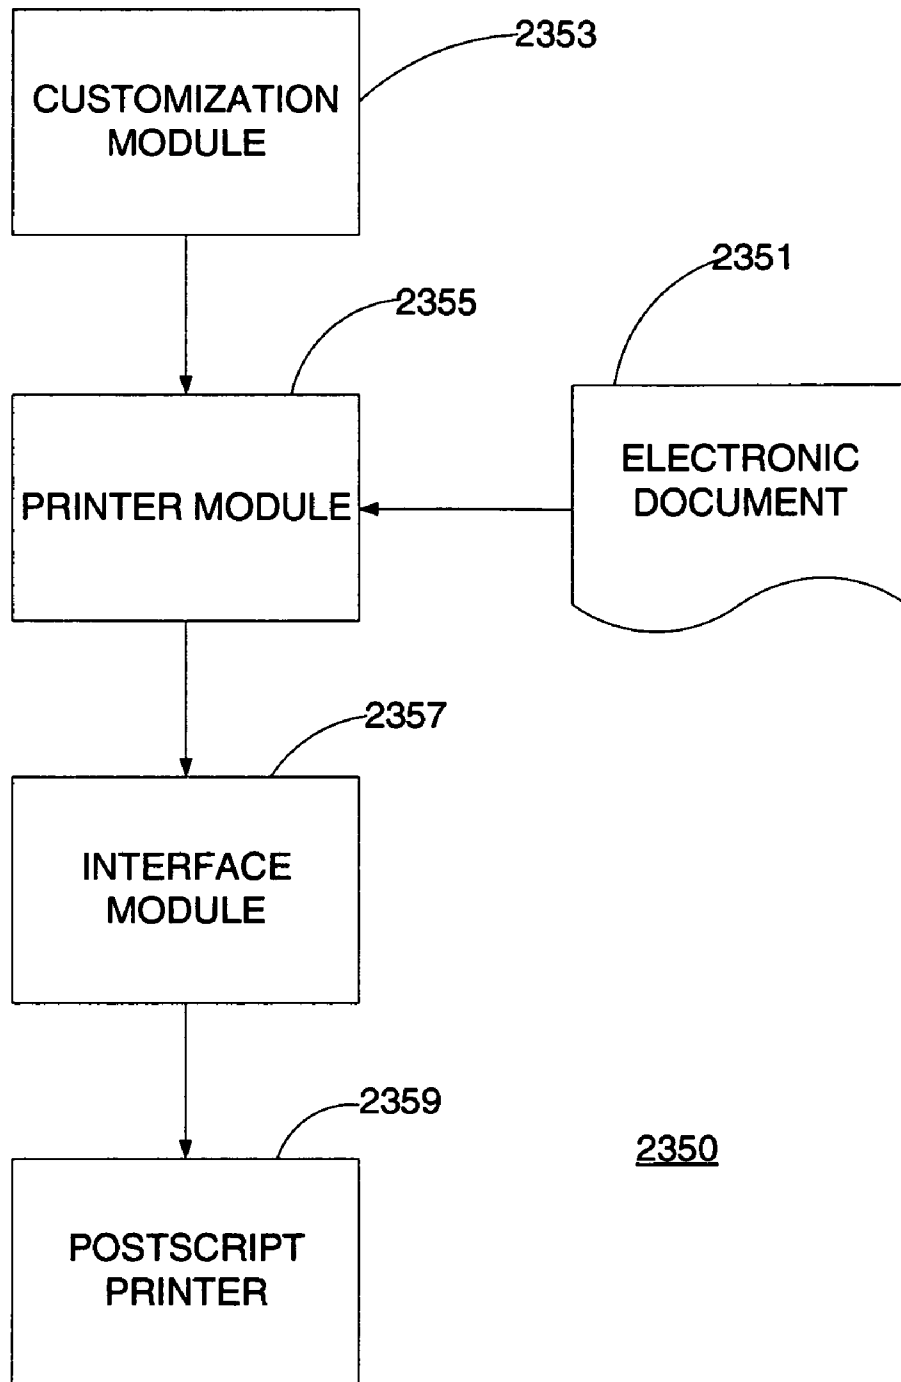 2353
CUSTOMIZATION
MODULE
2351
2355
ELECTRONIC
DOCUMENT
PRINTER MODULE
2357
INTERFACE
MODULE
2359
2350
POSTSCRIPT
PRINTER